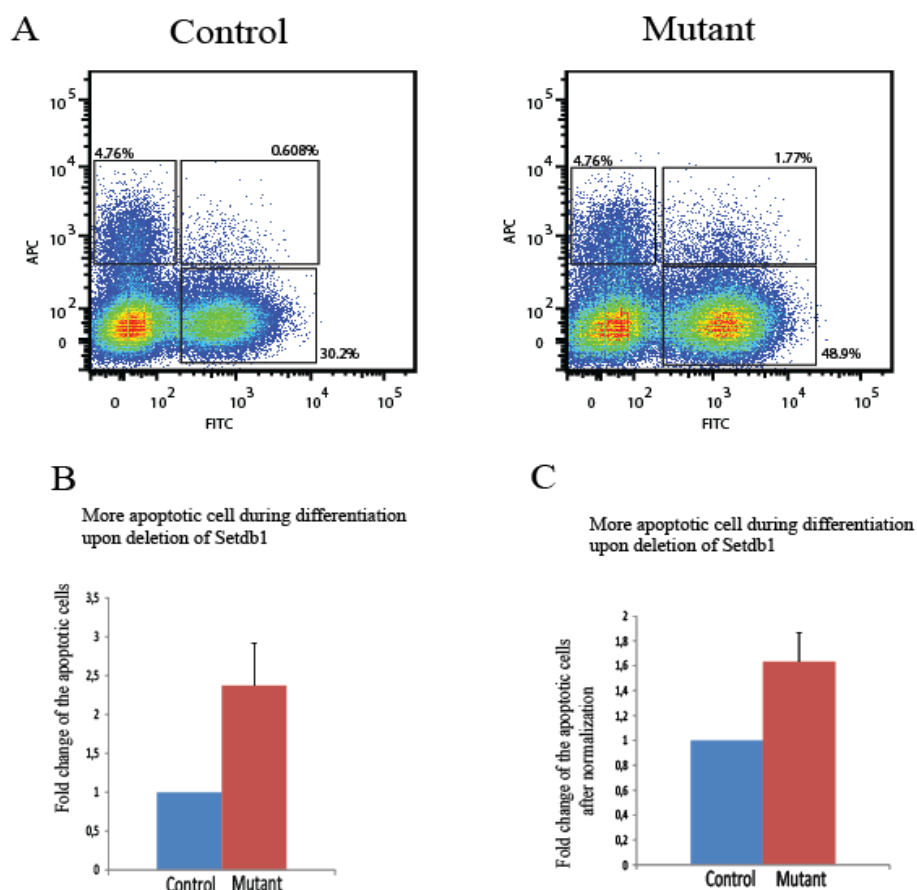 A
Control
Mutant
10^5
10^4
10^3
10^2
0
APC
4.76%
0.608%
30.2%
0
10^2
10^3
10^4
10^5
FITC
10^5
10^4
10^3
10^2
0
APC
4.76%
1.77%
48.9%
0
10^2
10^3
10^4
10^5
FITC
B
More apoptotic cell during differentiation
upon deletion of Setdb1
Fold change of the apoptotic cells
3,5
3
2,5
2
1,5
1
0,5
0
Control
Mutant
C
More apoptotic cell during differentiation
upon deletion of Setdb1
Fold change of the apoptotic cells
after normalization
2
1,8
1,6
1,4
1,2
1
0,8
0,6
0,4
0,2
0
Control
Mutant